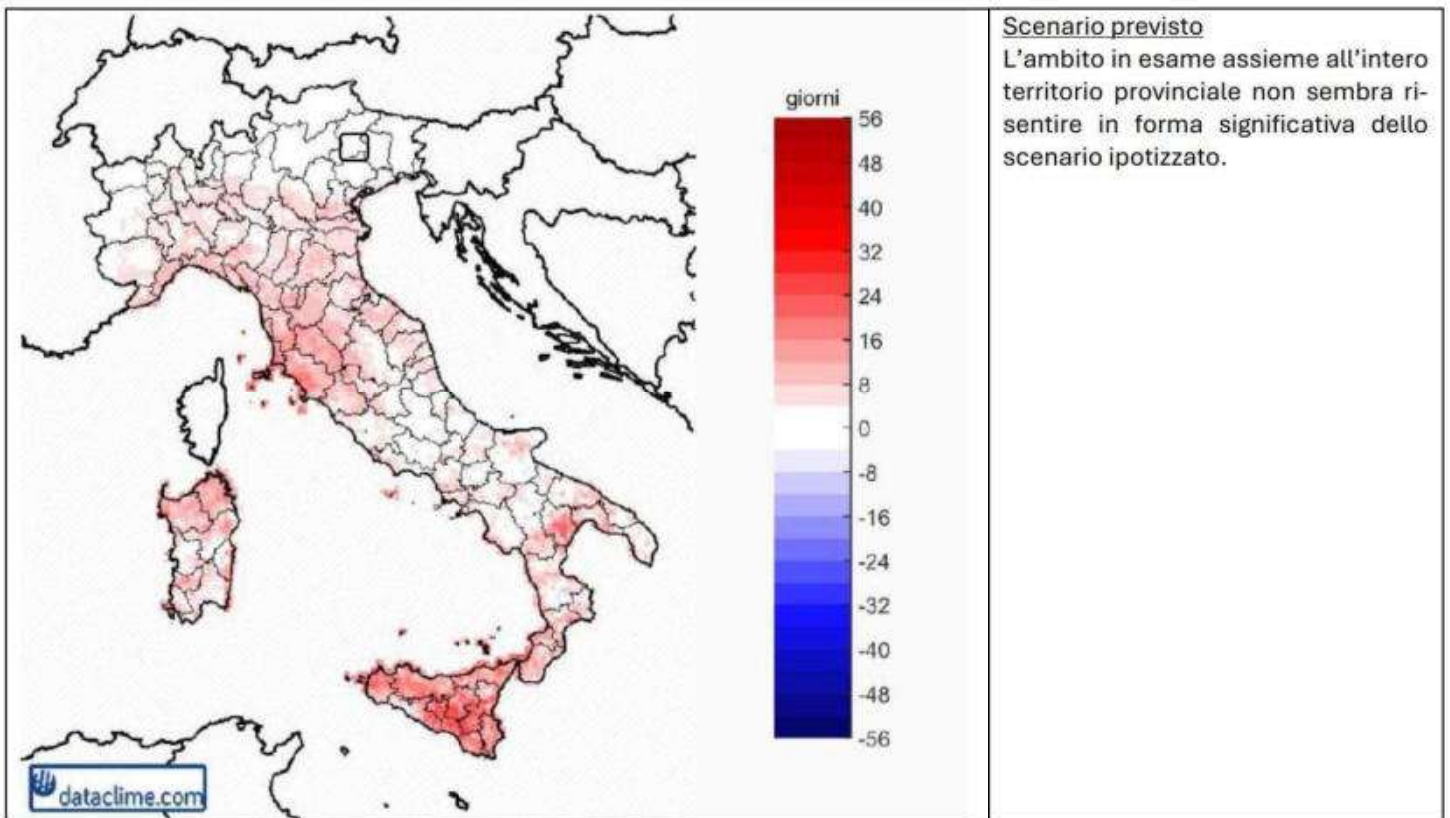 Scenario previsto
L'ambito in esame assieme all'intero
territorio provinciale non sembra ri-
sentire in forma significativa dello
scenario ipotizzato.
giorni
56
48
40
32
24
16
8
0
-8
-16
-24
-32
-40
-48
-56
dataclime.com